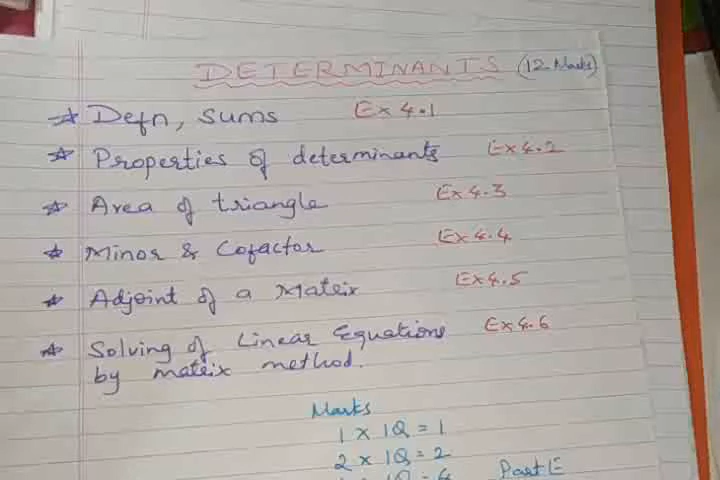 DETERMINANTS (12 Marks)
Defn, sums Ex 4.1
Properties of determinants Ex 4.2
Area of triangle Ex 4.3
Minor & Cofactor Ex 4.4
Adjoint of a Matrix Ex 4.5
Solving of Linear Equations Ex 4.6
by matrix method.
Marks
1 x 1Q = 1
2 x 1Q = 2
1Q = Part E